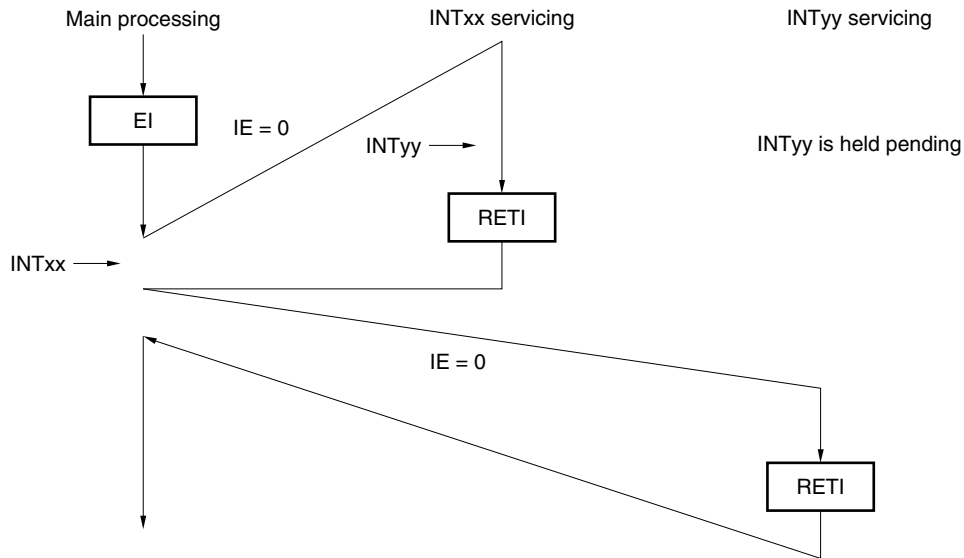 Main processing
INTxx servicing
INTyy servicing
EI
IE = 0
INTyy
INTyy is held pending
RETI
INTxx
IE = 0
RETI